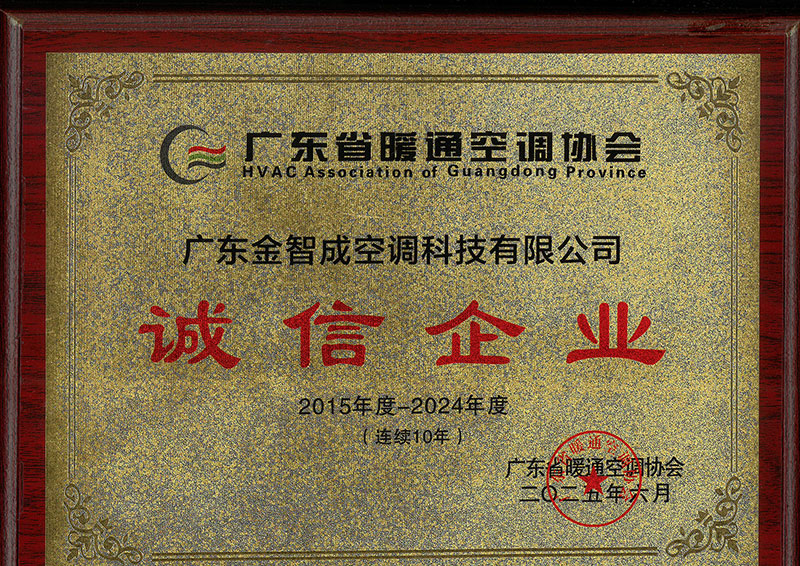 广东省暖通空调协会
HVAC Association of Guangdong Province
广东金智成空调科技有限公司
诚信企业
2015年度-2024年度
（连续10年）
广东省暖通空调协会
二〇二五年六月